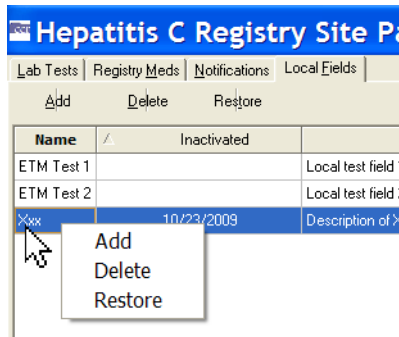 Hepatitis C Registry Site Pa
Lab Tests Registry Meds Notifications Local Fields
Add Delete Restore
Name Inactivated
ETM Test 1 Local test field
ETM Test 2 Local test field
Xxx 10/23/2009 Description of X
Add
Delete
Restore